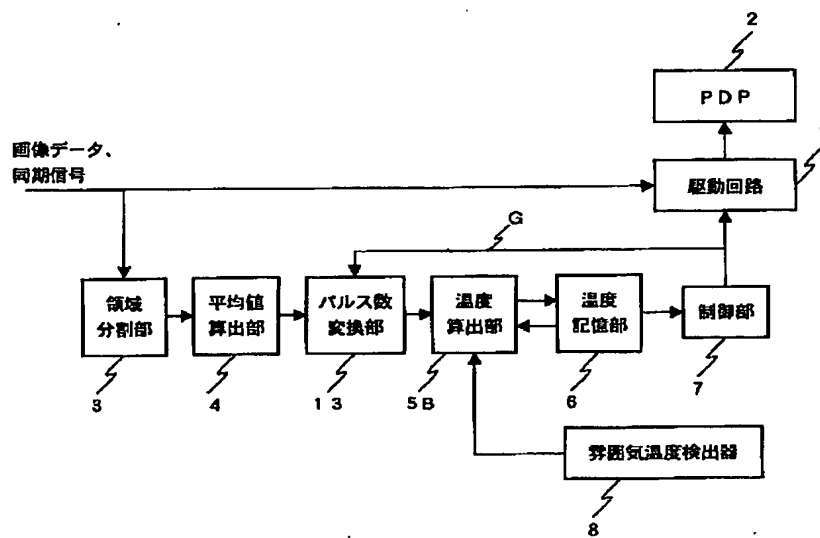 2
PDP
画像データ、
同期信号
駆動回路
G
領域
分割部
平均値
算出部
パルス数
変換部
温度
算出部
温度
記憶部
制御部
3
4
13
5B
6
7
雰囲気温度検出器
8